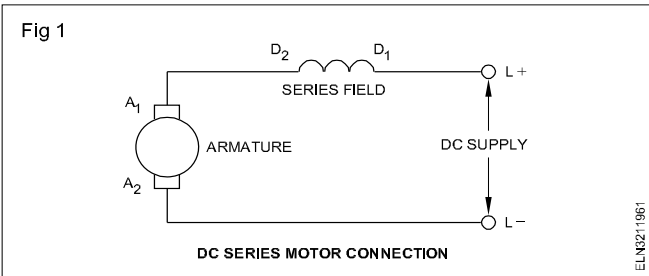 Fig 1
D2 D1
L+
SERIES FIELD
A1
ARMATURE
DC SUPPLY
A2
L–
DC SERIES MOTOR CONNECTION
ELN3211961